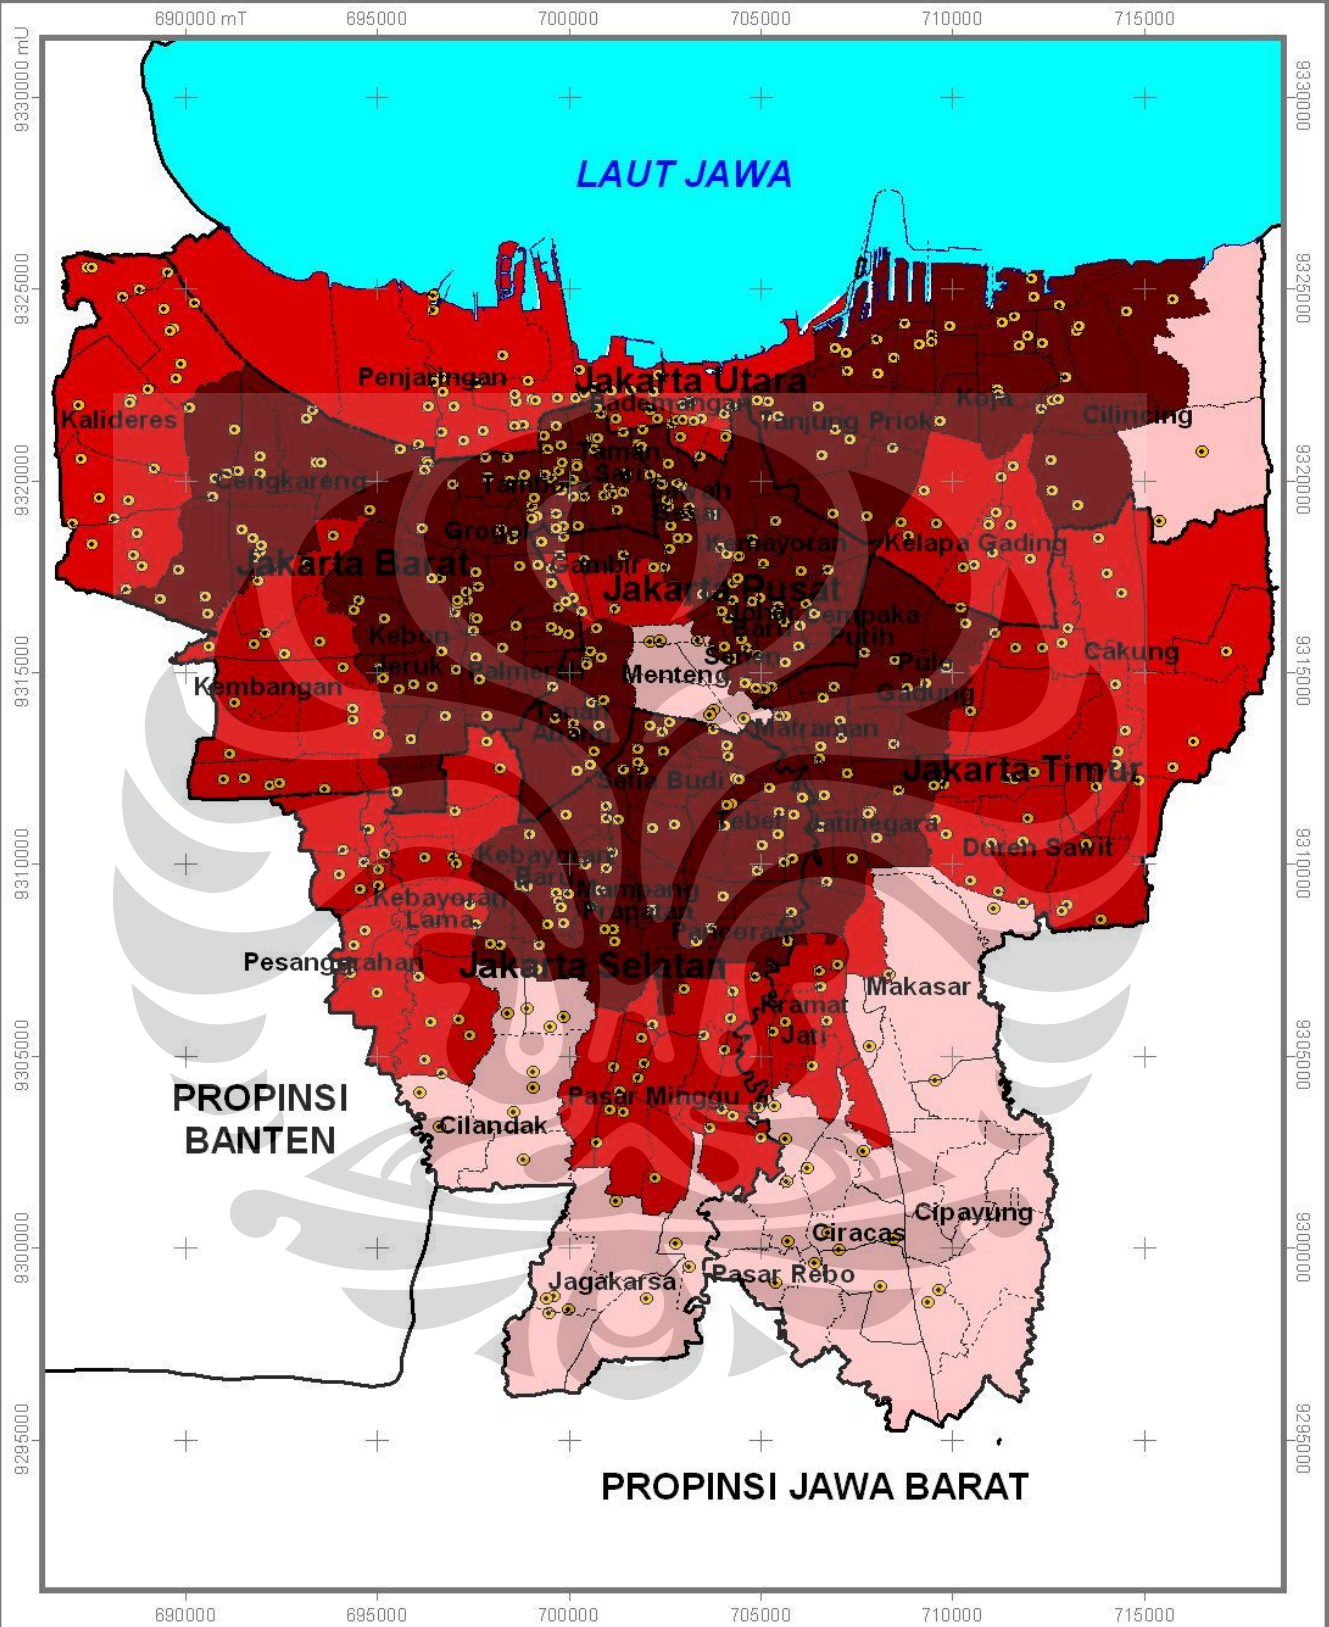 690000 mT 695000 700000 705000 710000 715000
9330000 mU
9330000
LAUT JAWA
9325000
9325000
Penjaringan
Jakarta Utara
Pademangan
Koja
Kalideres
Tanjung Priok
Cilincing
Taman
Sari
9320000
9320000
Cengkareng
Tambora
Sawah
Besar
Grogol
Kemayoran
Kelapa Gading
Jakarta Barat
Gambir
Jakarta Pusat
Johar
Baru
Cempaka
Putih
Kebon
Jeruk
Senen
Cakung
9315000
9315000
Palmerah
Menteng
Pulo
Gadung
Kembangan
Tanah
Abang
Matraman
Setia Budi
Jakarta Timur
Tebet
Jatinegara
9310000
9310000
Kebayoran
Baru
Duren Sawit
Mampang
Prapatan
Kebayoran
Lama
Pancoran
Pesanggrahan
Jakarta Selatan
Makasar
Kramat
Jati
9305000
9305000
PROPINSI
BANTEN
Pasar Minggu
Cilandak
Cipayung
Ciracas
9300000
9300000
Jagakarsa
Pasar Rebo
9295000
9295000
PROPINSI JAWA BARAT
690000 695000 700000 705000 710000 715000